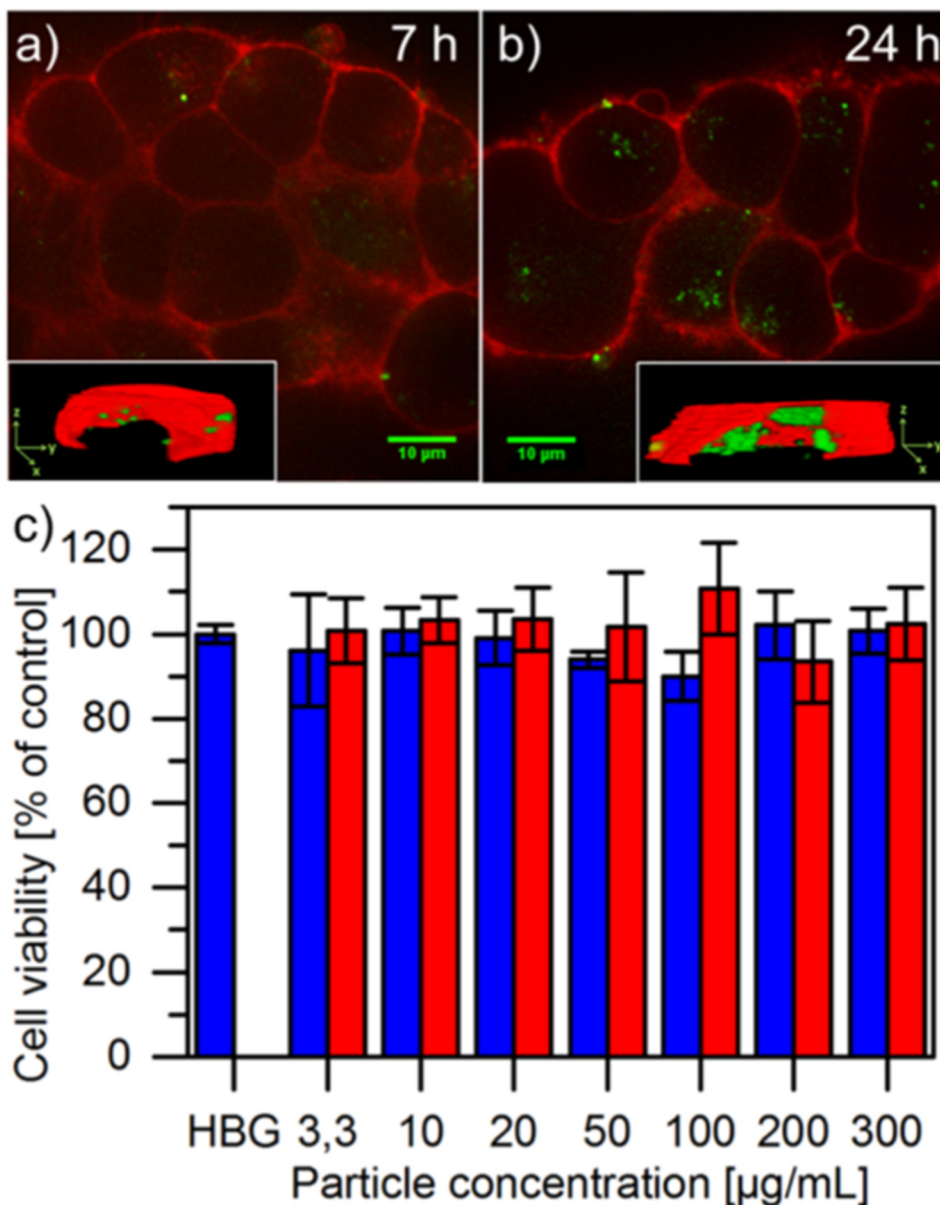 a) 7 h
b) 24 h
z
y
x
10 µm
10 µm
z
y
x
c)
Cell viability [% of control]
120
100
80
60
40
20
0
HBG 3,3 10 20 50 100 200 300
Particle concentration [µg/mL]